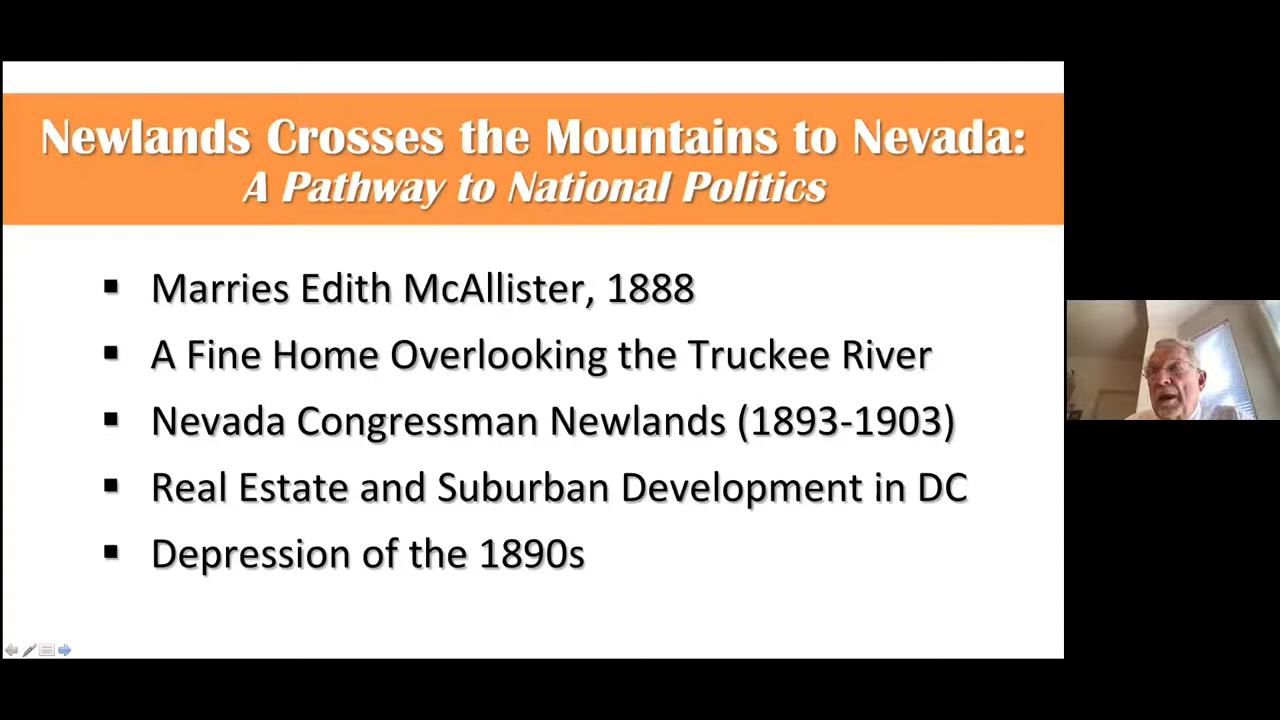 Newlands Crosses the Mountains to Nevada:
A Pathway to National Politics
▪ Marries Edith McAllister, 1888
▪ A Fine Home Overlooking the Truckee River
▪ Nevada Congressman Newlands (1893-1903)
▪ Real Estate and Suburban Development in DC
▪ Depression of the 1890s